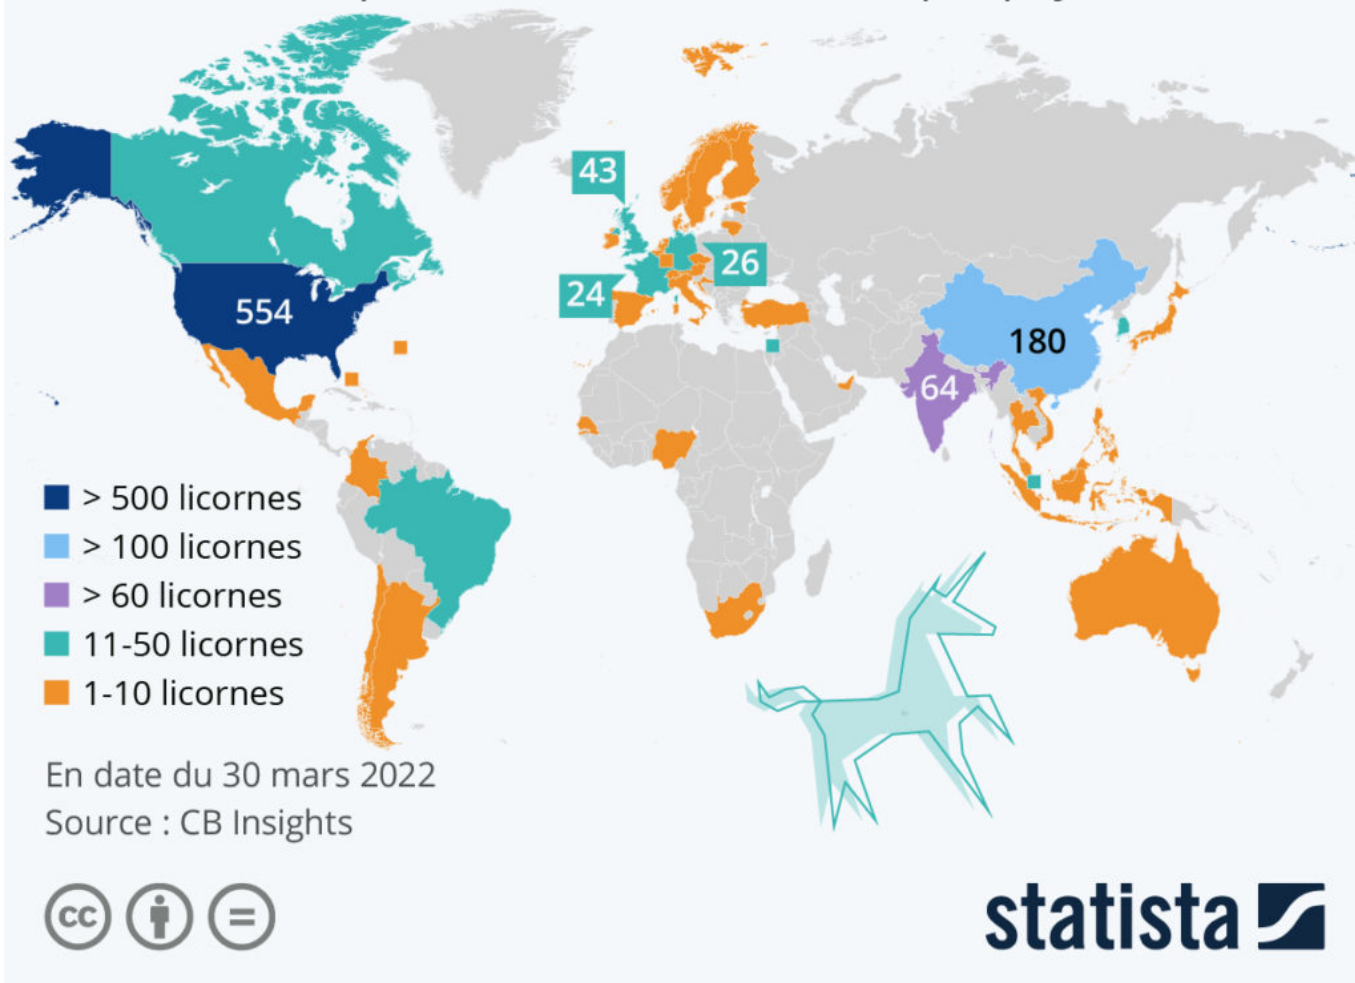 43
26
24
554
180
64
> 500 licornes
> 100 licornes
> 60 licornes
11-50 licornes
1-10 licornes
En date du 30 mars 2022
Source : CB Insights
cc
=
statista